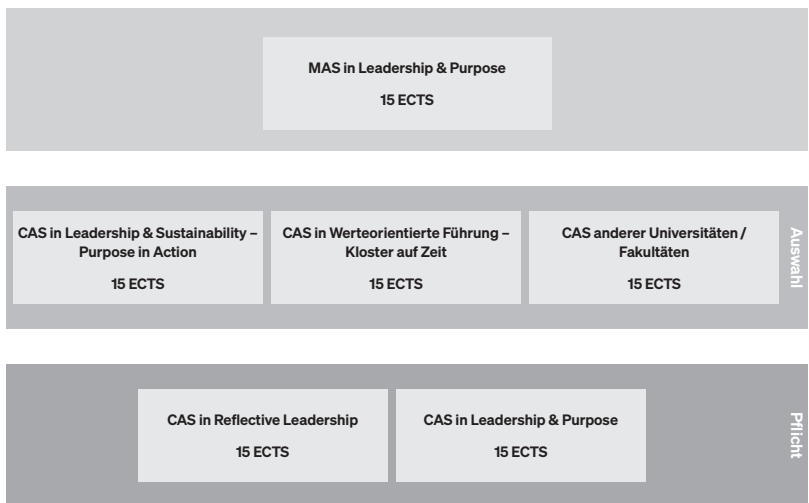 MAS in Leadership & Purpose
15 ECTS
CAS in Leadership & Sustainability –
Purpose in Action
15 ECTS
CAS in Werteorientierte Führung –
Kloster auf Zeit
15 ECTS
CAS anderer Universitäten /
Fakultäten
15 ECTS
Auswahl
CAS in Reflective Leadership
15 ECTS
CAS in Leadership & Purpose
15 ECTS
Pflicht